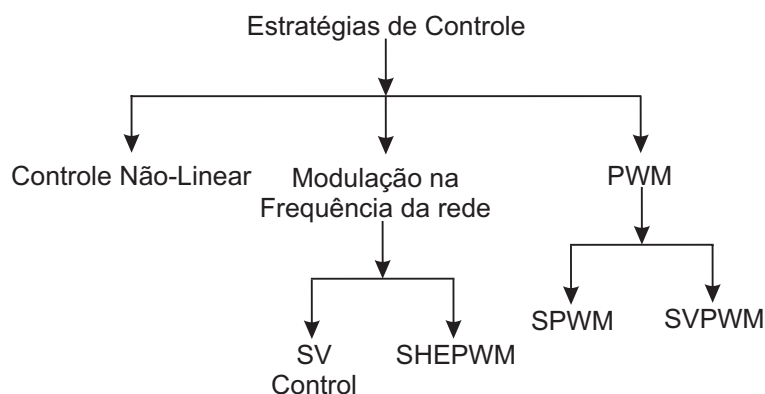 Estratégias de Controle
Controle Não-Linear
Modulação na
Frequência da rede
PWM
SV
Control
SHEPWM
SPWM
SVPWM